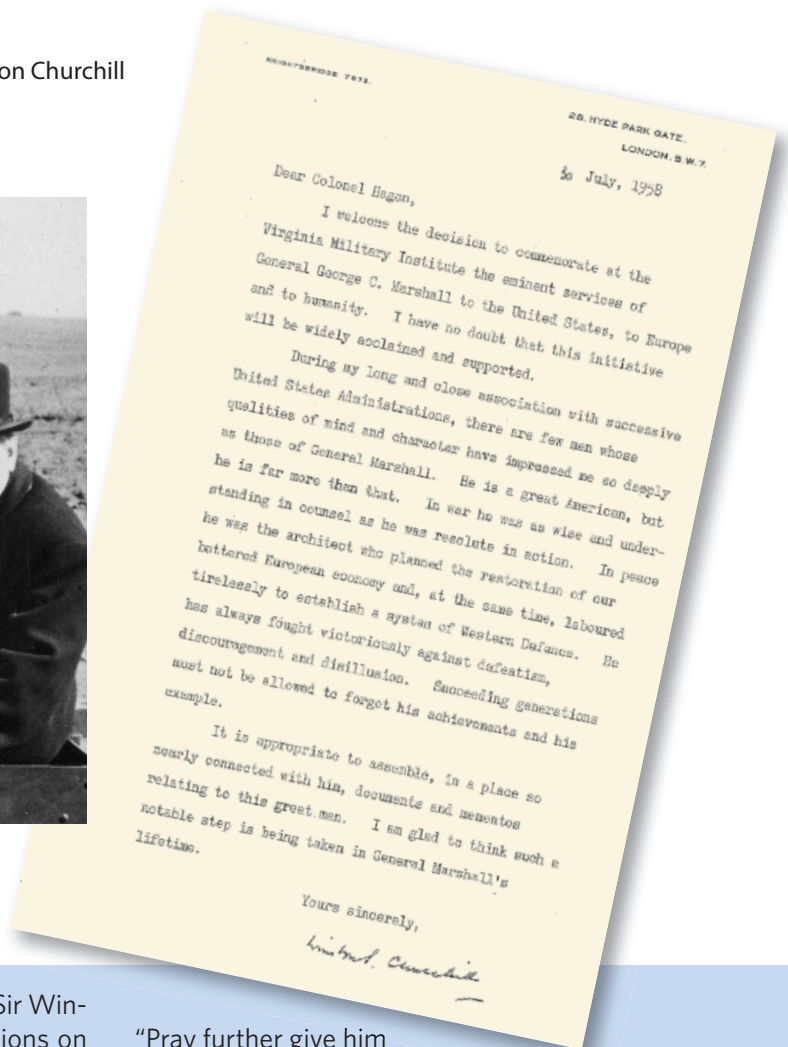 on Churchill
KNIGHTSBRIDGE 7972.
28, HYDE PARK GATE,
LONDON. S.W.7.
July, 1958
Dear Colonel Hagan,
I welcome the decision to commemorate at the
Virginia Military Institute the eminent services of
General George C. Marshall to the United States, to Europe
and to humanity. I have no doubt that this initiative
will be widely acclaimed and supported.
During my long and close association with successive
United States Administrations, there are few men whose
qualities of mind and character have impressed me so deeply
as those of General Marshall. He is a great American, but
he is far more than that. In war he was as wise and under-
standing in counsel as he was resolute in action. In peace
he was the architect who planned the restoration of our
battered European economy and, at the same time, laboured
tirelessly to establish a system of Western Defence. He
has always fought victoriously against defeatism,
discouragement and disillusion. Succeeding generations
must not be allowed to forget his achievements and his
example.
It is appropriate to assemble, in a place so
nearly connected with him, documents and mementos
relating to this great man. I am glad to think such a
notable step is being taken in General Marshall's
lifetime.
Yours sincerely,
Winston S. Churchill
Sir Win-
ions on
"Pray further give him